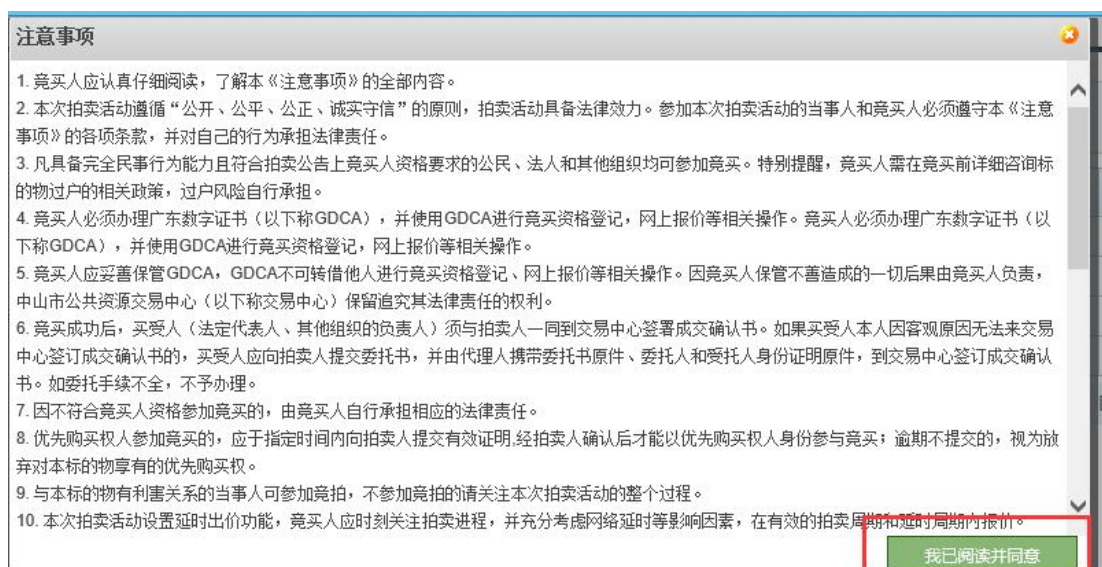 注意事项
1. 竞买人应认真仔细阅读，了解本《注意事项》的全部内容。
2. 本次拍卖活动遵循“公开、公平、公正、诚实守信”的原则，拍卖活动具备法律效力。参加本次拍卖活动的当事人和竞买人必须遵守本《注意
事项》的各项条款，并对自己的行为承担法律责任。
3. 凡具备完全民事行为能力且符合拍卖公告上竞买人资格要求的公民、法人和其他组织均可参加竞买。特别提醒，竞买人需在竞买前详细咨询标
的物过户的相关政策，过户风险自行承担。
4. 竞买人必须办理广东数字证书（以下称GDCA），并使用GDCA进行竞买资格登记，网上报价等相关操作。竞买人必须办理广东数字证书（以
下称GDCA），并使用GDCA进行竞买资格登记，网上报价等相关操作。
5. 竞买人应妥善保管GDCA，GDCA不可转借他人进行竞买资格登记、网上报价等相关操作。因竞买人保管不善造成的一切后果由竞买人负责，
中山市公共资源交易中心（以下称交易中心）保留追究其法律责任的权利。
6. 竞买成功后，买受人（法定代表人、其他组织的负责人）须与拍卖人一同到交易中心签署成交确认书。如果买受人本人因客观原因无法来交易
中心签订成交确认书的，买受人应向拍卖人提交委托书，并由代理人携带委托书原件、委托人和受托人身份证明原件，到交易中心签订成交确认
书。如委托手续不全，不予办理。
7. 因不符合竞买人资格参加竞买的，由竞买人自行承担相应的法律责任。
8. 优先购买权人参加竞买的，应于指定时间内向拍卖人提交有效证明,经拍卖人确认后才能以优先购买权人身份参与竞买；逾期不提交的，视为放
弃对本标的物享有的优先购买权。
9. 与本标的物有利害关系的当事人可参加竞拍，不参加竞拍的请关注本次拍卖活动的整个过程。
10. 本次拍卖活动设置延时出价功能，竞买人应时刻关注拍卖进程，并充分考虑网络延时等影响因素，在有效的拍卖周期和延时周期内报价。
我已阅读并同意